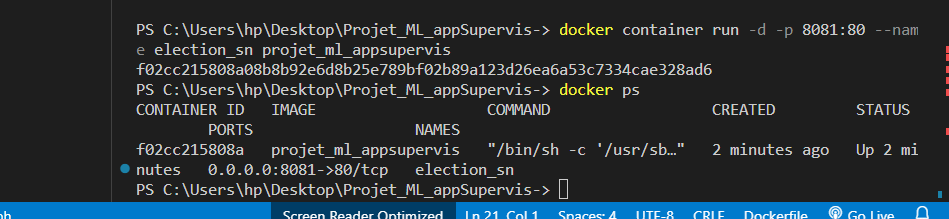 PS C:\Users\hp\Desktop\Projet_ML_appSupervis-> docker container run -d -p 8081:80 --nam
e election_sn projet_ml_appsupervis
f02cc215808a08b8b92e6d8b25e789bf02b89a123d26ea6a53c7334cae328ad6
PS C:\Users\hp\Desktop\Projet_ML_appSupervis-> docker ps
CONTAINER ID   IMAGE                   COMMAND                  CREATED         STATUS
         PORTS                  NAMES
f02cc215808a   projet_ml_appsupervis   "/bin/sh -c '/usr/sb…"   2 minutes ago   Up 2 mi
nutes   0.0.0.0:8081->80/tcp   election_sn
PS C:\Users\hp\Desktop\Projet_ML_appSupervis->
Screen Reader Optimized   Ln 21, Col 1   Spaces: 4   UTF-8   CRLF   Dockerfile   Go Live